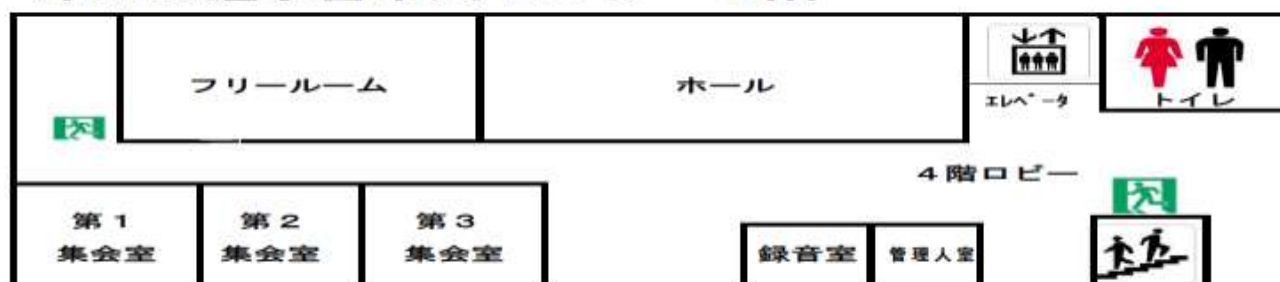 フリールーム
ホール
エレベータ
トイレ
4階ロビー
第1
集会室
第2
集会室
第3
集会室
録音室
管理人室